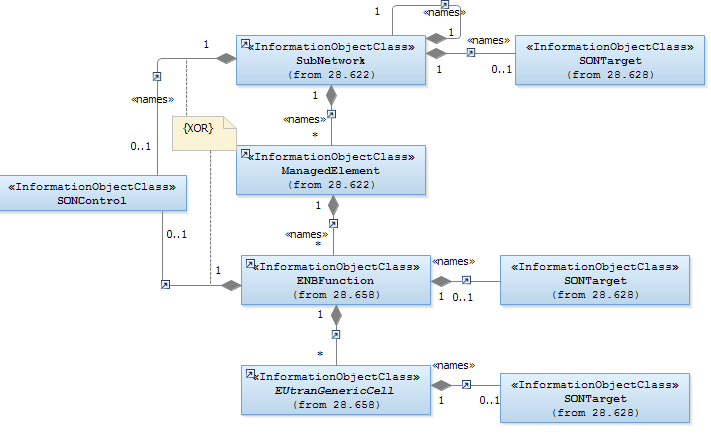 1
«names»
1
1
«InformationObjectClass»
SubNetwork
(from 28.622)
«names»
1
0..1
«InformationObjectClass»
SONTarget
(from 28.628)
«names»
1
«names»
*
{XOR}
0..1
«InformationObjectClass»
ManagedElement
(from 28.622)
«InformationObjectClass»
SONControl
1
0..1
«names»
*
1
«InformationObjectClass»
ENBFunction
(from 28.658)
«names»
1
0..1
«InformationObjectClass»
SONTarget
(from 28.628)
1
*
«InformationObjectClass»
EUtranGenericCell
(from 28.658)
«names»
1
0..1
«InformationObjectClass»
SONTarget
(from 28.628)